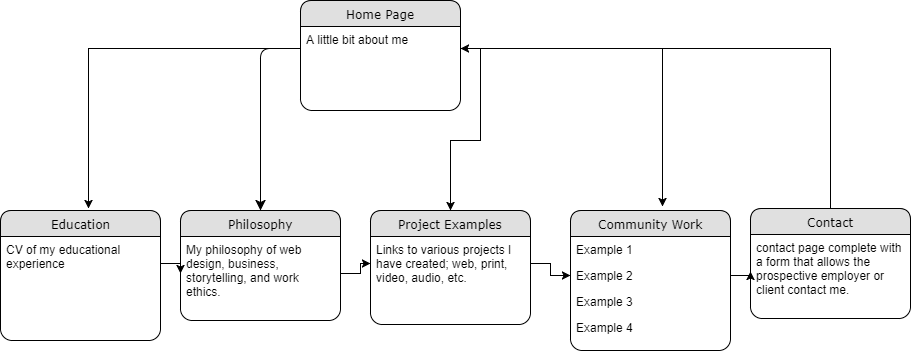 Home Page
A little bit about me
Education
CV of my educational
experience
Philosophy
My philosophy of web
design, business,
storytelling, and work
ethics.
Project Examples
Links to various projects I
have created; web, print,
video, audio, etc.
Community Work
Example 1
Example 2
Example 3
Example 4
Contact
contact page complete with
a form that allows the
prospective employer or
client contact me.